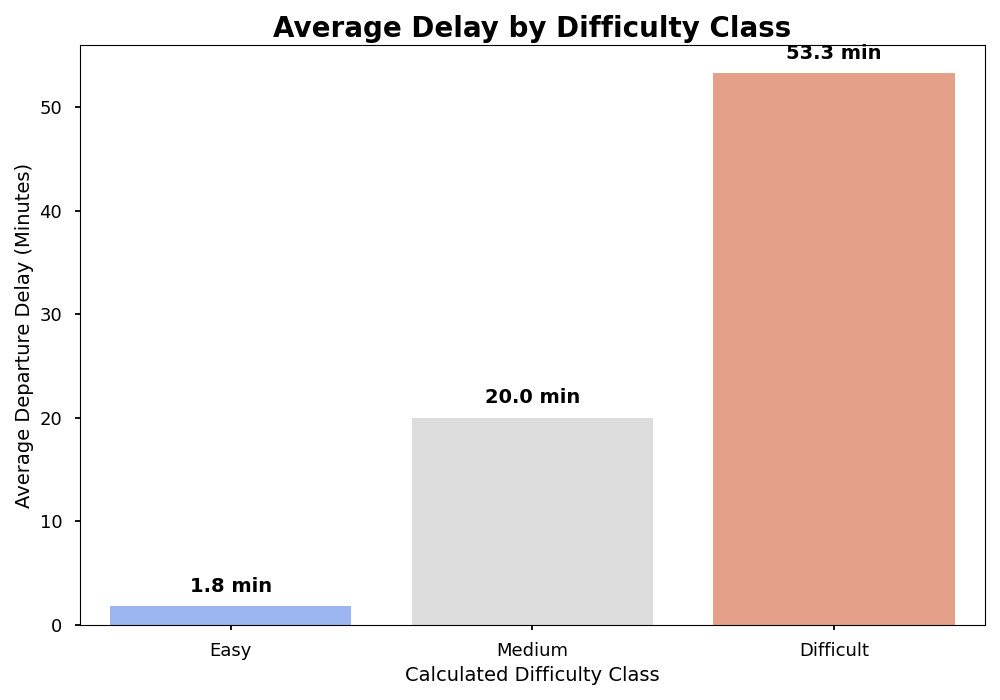 Average Delay by Difficulty Class
53.3 min
50
40
30
20
10
0
Average Departure Delay (Minutes)
20.0 min
1.8 min
Easy
Medium
Difficult
Calculated Difficulty Class